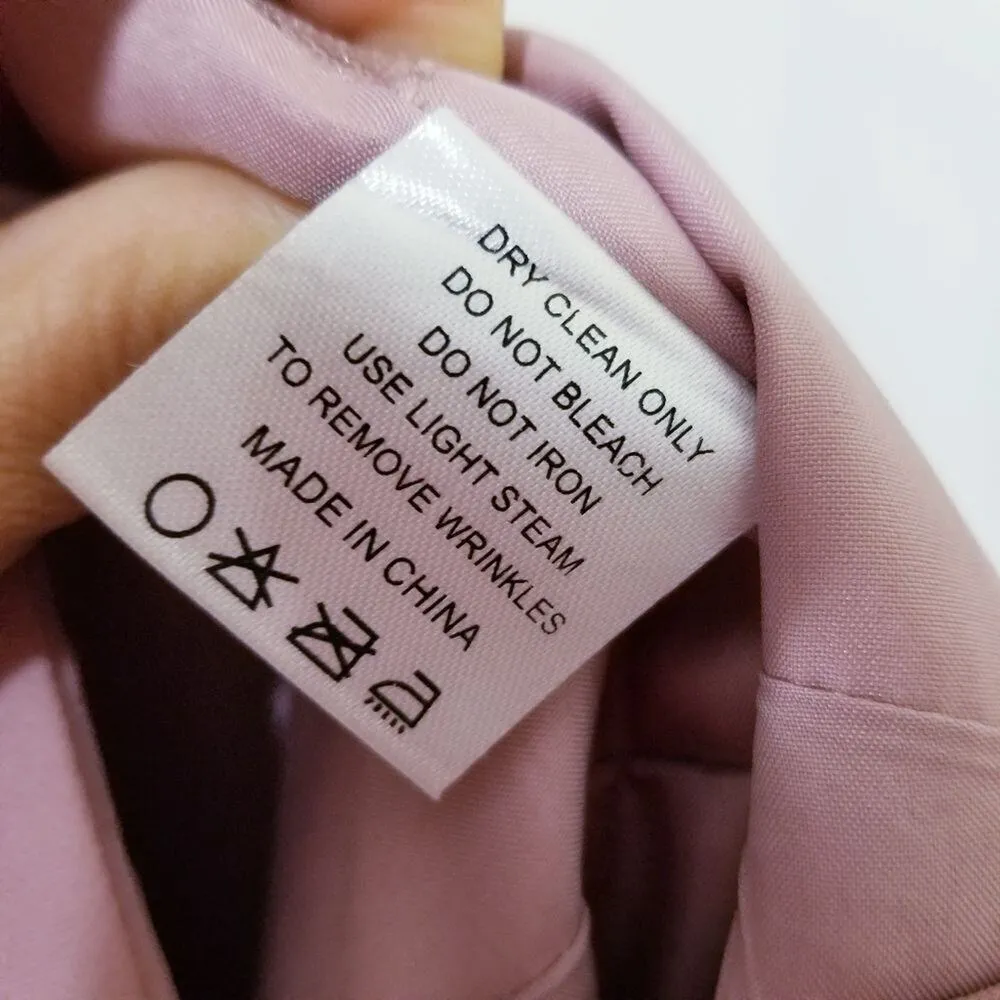 DRY CLEAN ONLY
DO NOT BLEACH
DO NOT IRON
USE LIGHT STEAM
TO REMOVE WRINKLES
MADE IN CHINA